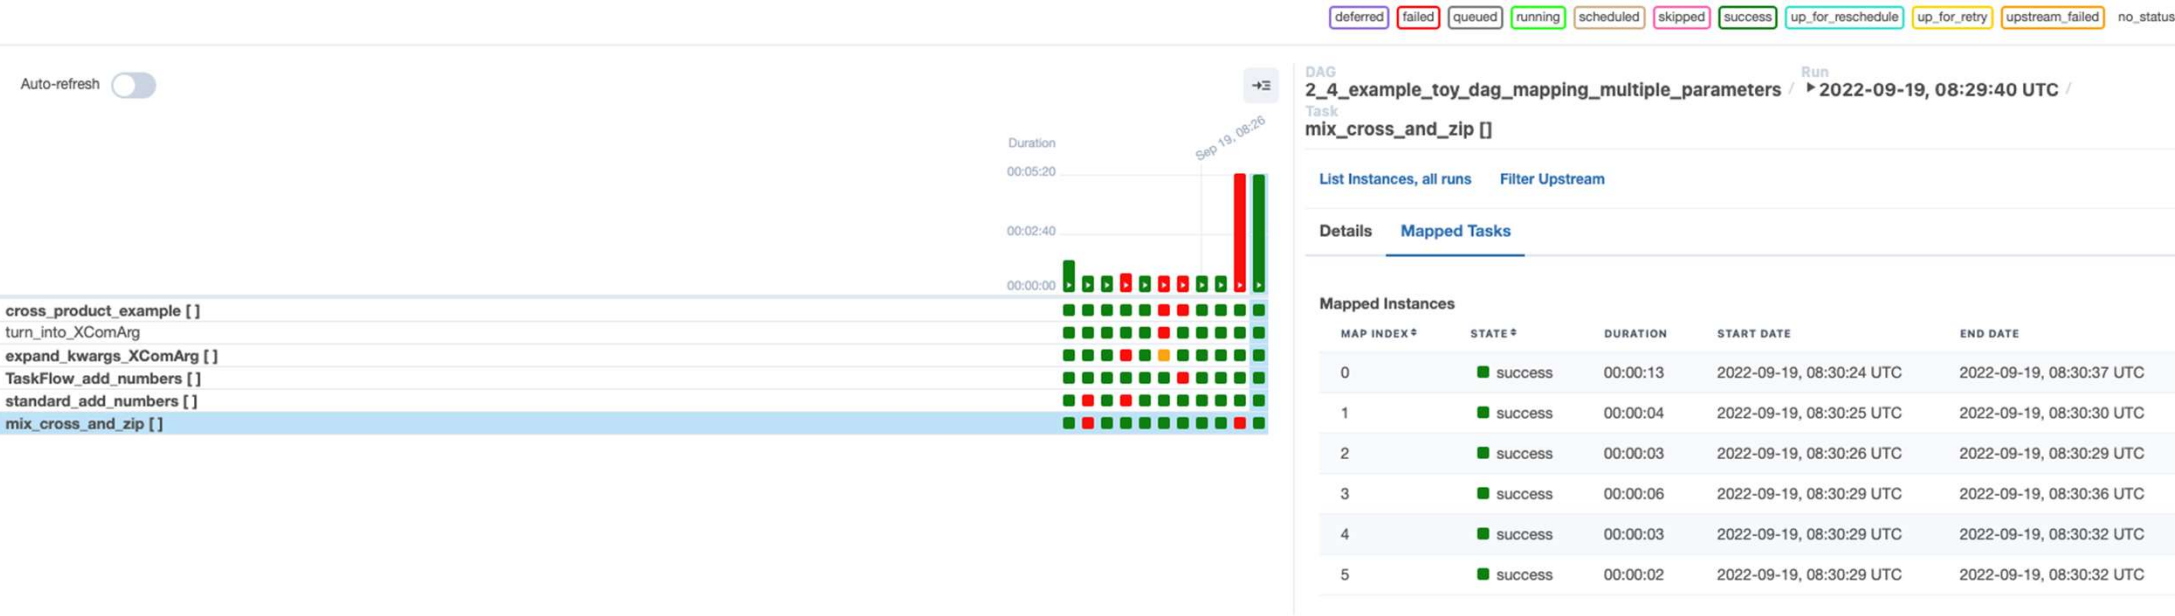 deferred failed queued running scheduled skipped success up_for_reschedule up_for_retry upstream_failed no_status
Auto-refresh
Duration
Sep 19, 08:26
00:05:20
00:02:40
00:00:00
cross_product_example [ ]
turn_into_XComArg
expand_kwargs_XComArg [ ]
TaskFlow_add_numbers [ ]
standard_add_numbers [ ]
mix_cross_and_zip [ ]
DAG
2_4_example_toy_dag_mapping_multiple_parameters /
Run
2022-09-19, 08:29:40 UTC /
Task
mix_cross_and_zip []
List Instances, all runs Filter Upstream
Details Mapped Tasks
Mapped Instances
MAP INDEX STATE DURATION START DATE END DATE
0 success 00:00:13 2022-09-19, 08:30:24 UTC 2022-09-19, 08:30:37 UTC
1 success 00:00:04 2022-09-19, 08:30:25 UTC 2022-09-19, 08:30:30 UTC
2 success 00:00:03 2022-09-19, 08:30:26 UTC 2022-09-19, 08:30:29 UTC
3 success 00:00:06 2022-09-19, 08:30:29 UTC 2022-09-19, 08:30:36 UTC
4 success 00:00:03 2022-09-19, 08:30:29 UTC 2022-09-19, 08:30:32 UTC
5 success 00:00:02 2022-09-19, 08:30:29 UTC 2022-09-19, 08:30:32 UTC